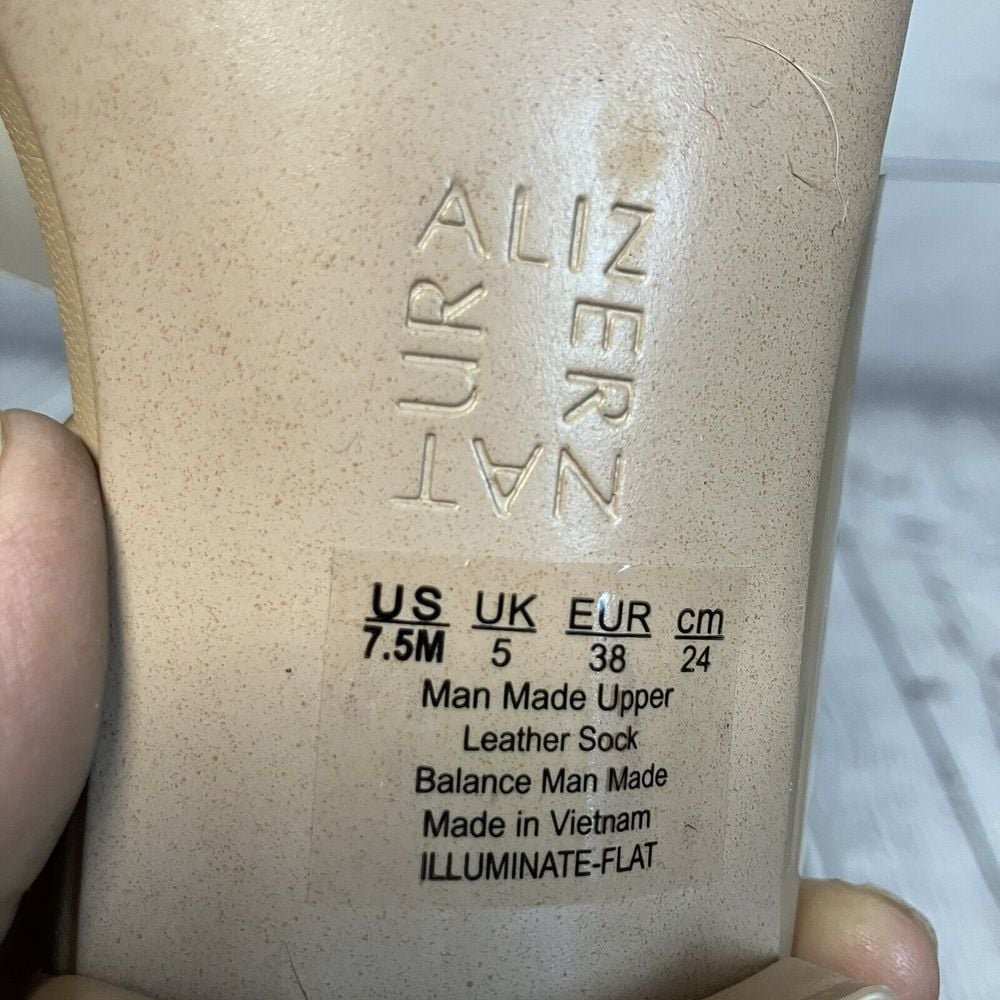 NATURALIZER
US UK EUR cm
7.5M 5 38 24
Man Made Upper
Leather Sock
Balance Man Made
Made in Vietnam
ILLUMINATE-FLAT